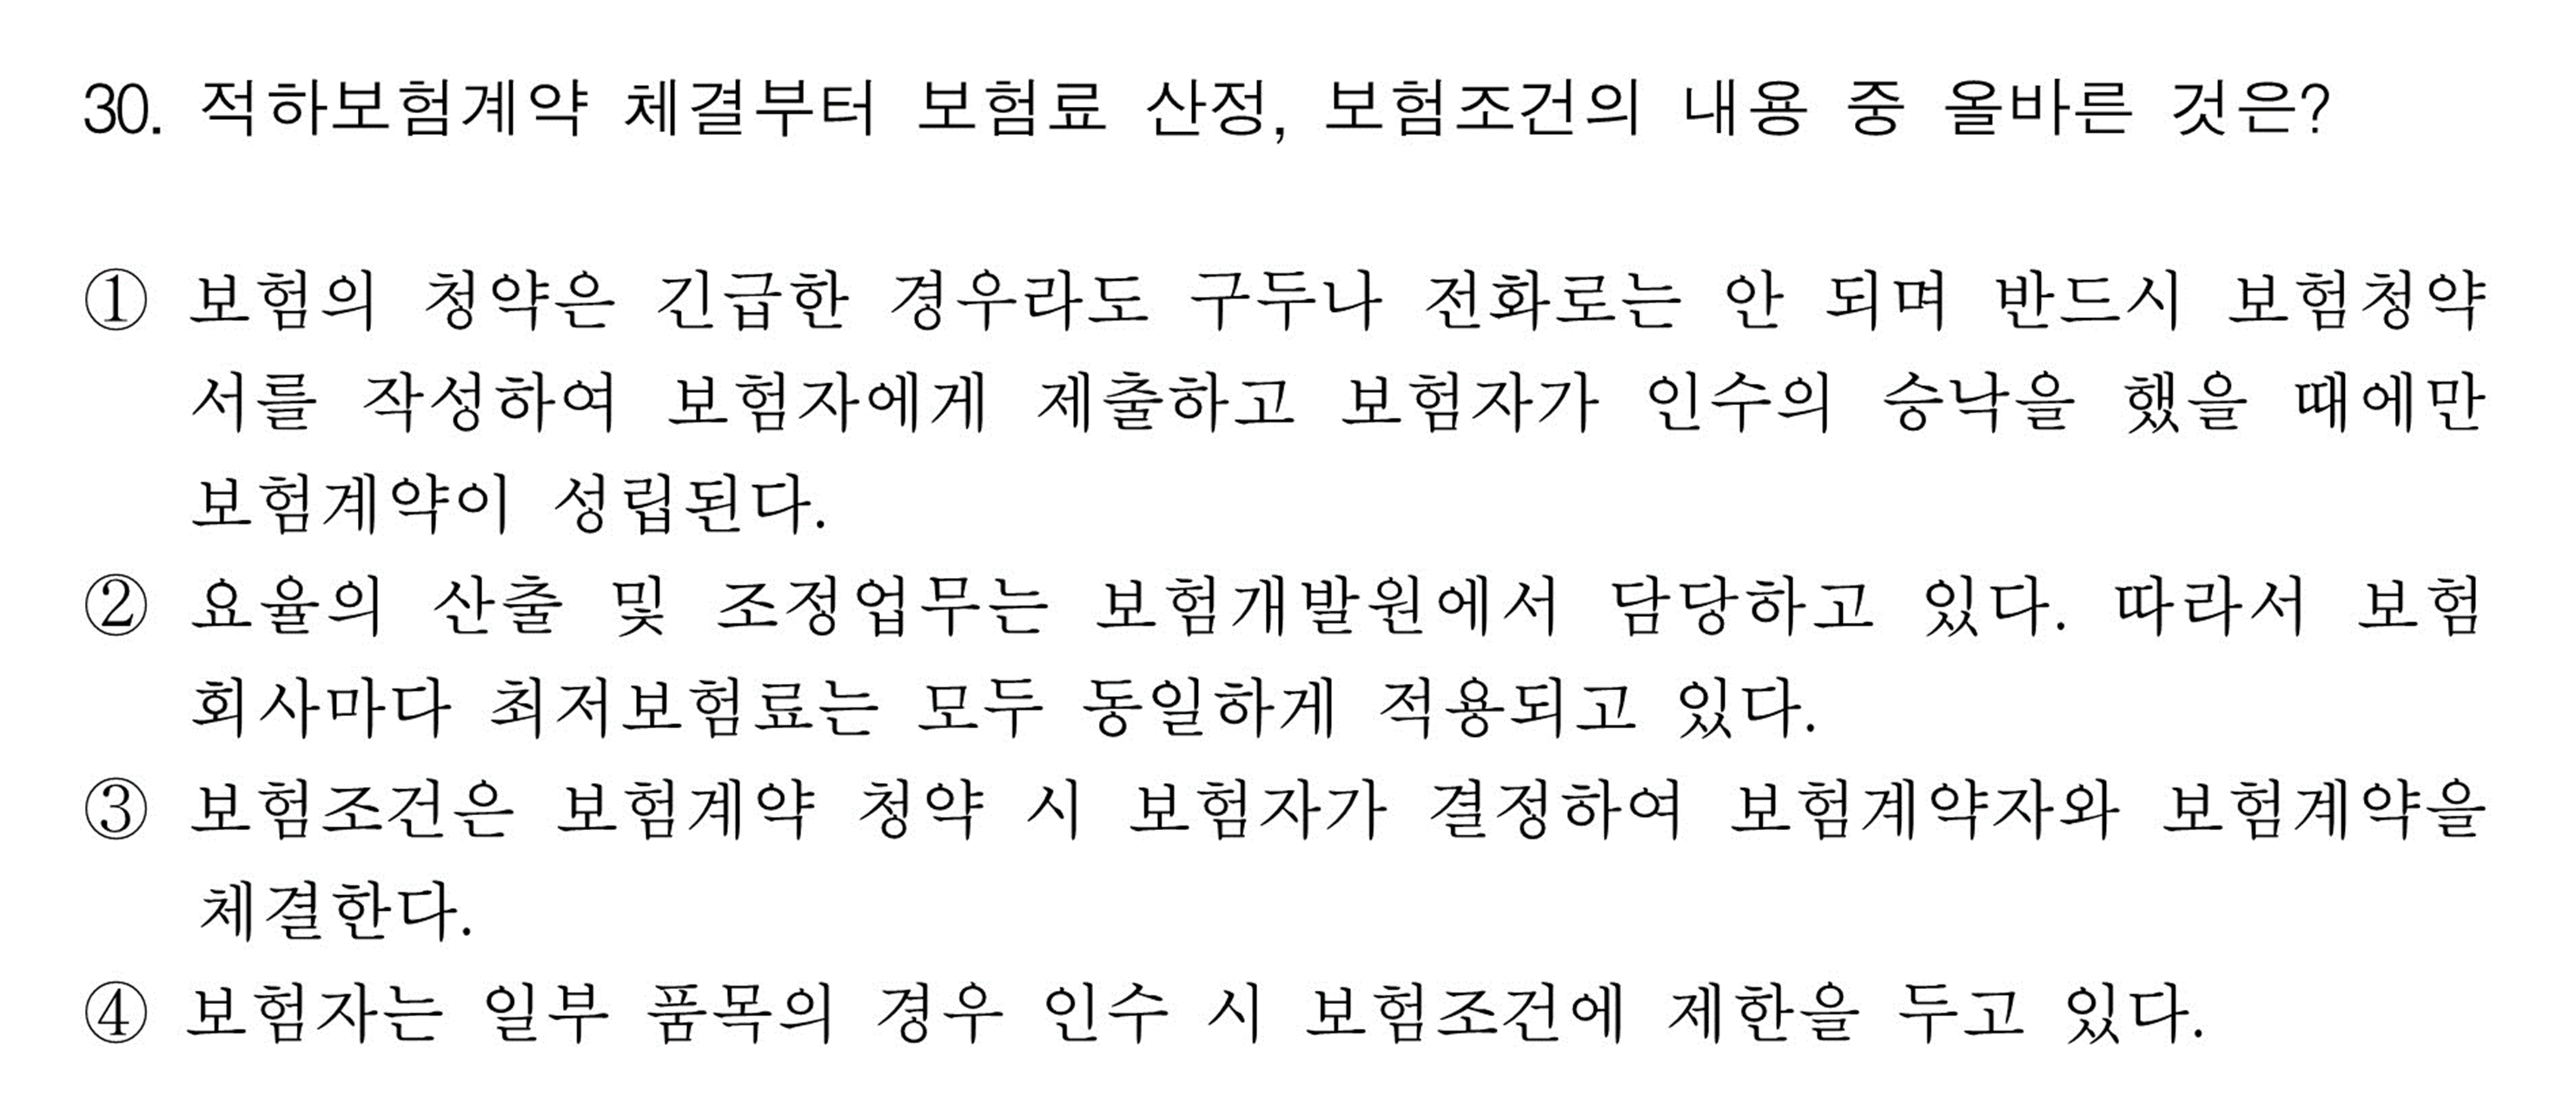 30. 적하보험계약 체결부터 보험료 산정, 보험조건의 내용 중 올바른 것은?
① 보험의 청약은 긴급한 경우라도 구두나 전화로는 안 되며 반드시 보험청약
서를 작성하여 보험자에게 제출하고 보험자가 인수의 승낙을 했을 때에만
보험계약이 성립된다.
② 요율의 산출 및 조정업무는 보험개발원에서 담당하고 있다. 따라서 보험
회사마다 최저보험료는 모두 동일하게 적용되고 있다.
③ 보험조건은 보험계약 청약 시 보험자가 결정하여 보험계약자와 보험계약을
체결한다.
④ 보험자는 일부 품목의 경우 인수 시 보험조건에 제한을 두고 있다.